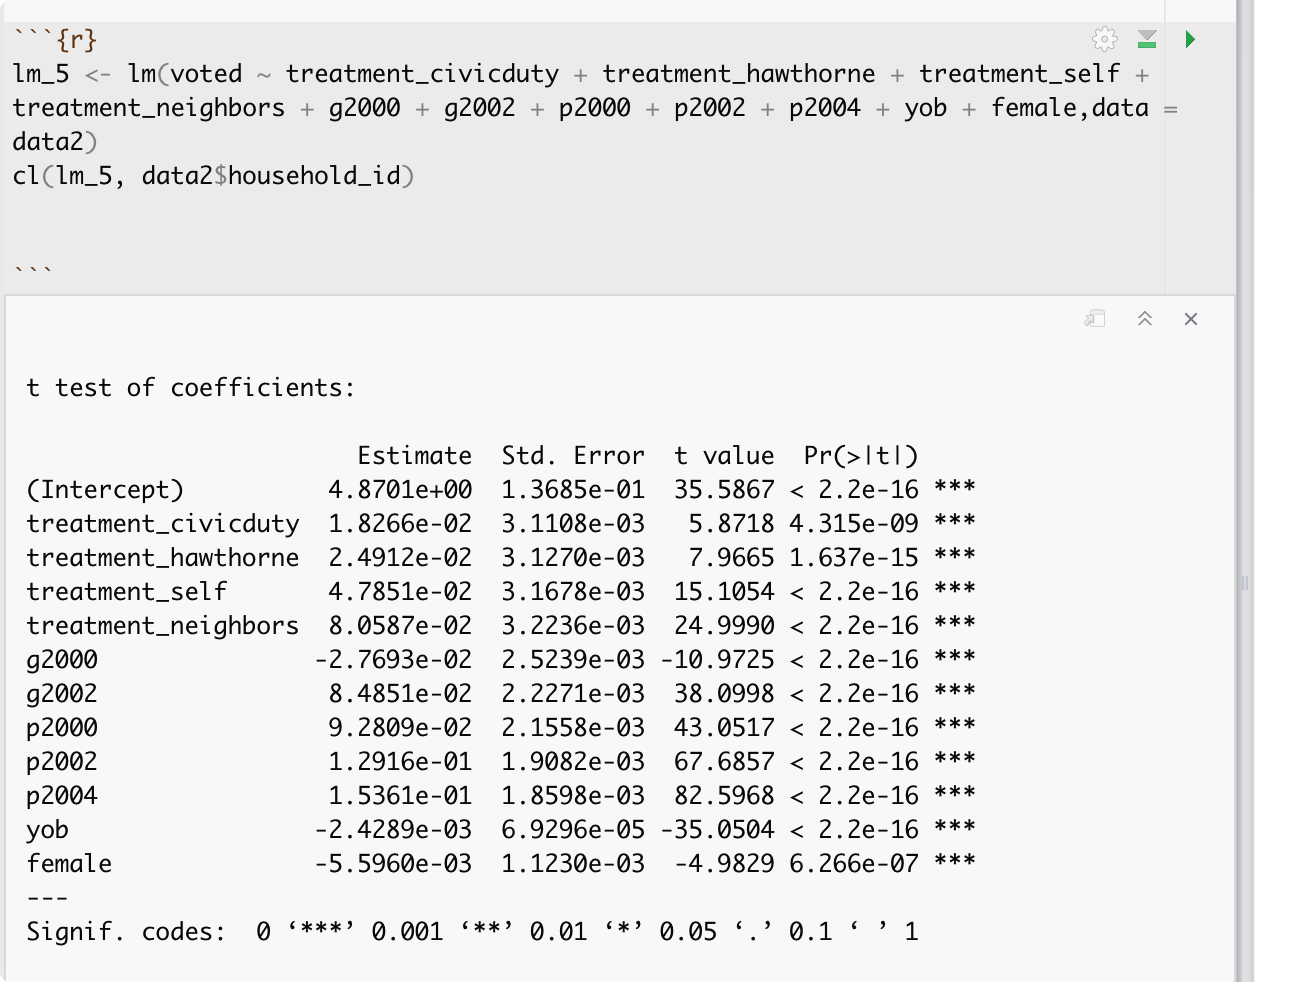 ```{r}
lm_5 <- lm(voted ~ treatment_civicduty + treatment_hawthorne + treatment_self +
treatment_neighbors + g2000 + g2002 + p2000 + p2002 + p2004 + yob + female,data =
data2)
cl(lm_5, data2$household_id)
```
t test of coefficients:
Estimate Std. Error t value Pr(>|t|)
(Intercept) 4.8701e+00 1.3685e-01 35.5867 < 2.2e-16 ***
treatment_civicduty 1.8266e-02 3.1108e-03 5.8718 4.315e-09 ***
treatment_hawthorne 2.4912e-02 3.1270e-03 7.9665 1.637e-15 ***
treatment_self 4.7851e-02 3.1678e-03 15.1054 < 2.2e-16 ***
treatment_neighbors 8.0587e-02 3.2236e-03 24.9990 < 2.2e-16 ***
g2000 -2.7693e-02 2.5239e-03 -10.9725 < 2.2e-16 ***
g2002 8.4851e-02 2.2271e-03 38.0998 < 2.2e-16 ***
p2000 9.2809e-02 2.1558e-03 43.0517 < 2.2e-16 ***
p2002 1.2916e-01 1.9082e-03 67.6857 < 2.2e-16 ***
p2004 1.5361e-01 1.8598e-03 82.5968 < 2.2e-16 ***
yob -2.4289e-03 6.9296e-05 -35.0504 < 2.2e-16 ***
female -5.5960e-03 1.1230e-03 -4.9829 6.266e-07 ***
---
Signif. codes: 0 ‘***’ 0.001 ‘**’ 0.01 ‘*’ 0.05 ‘.’ 0.1 ‘ ’ 1